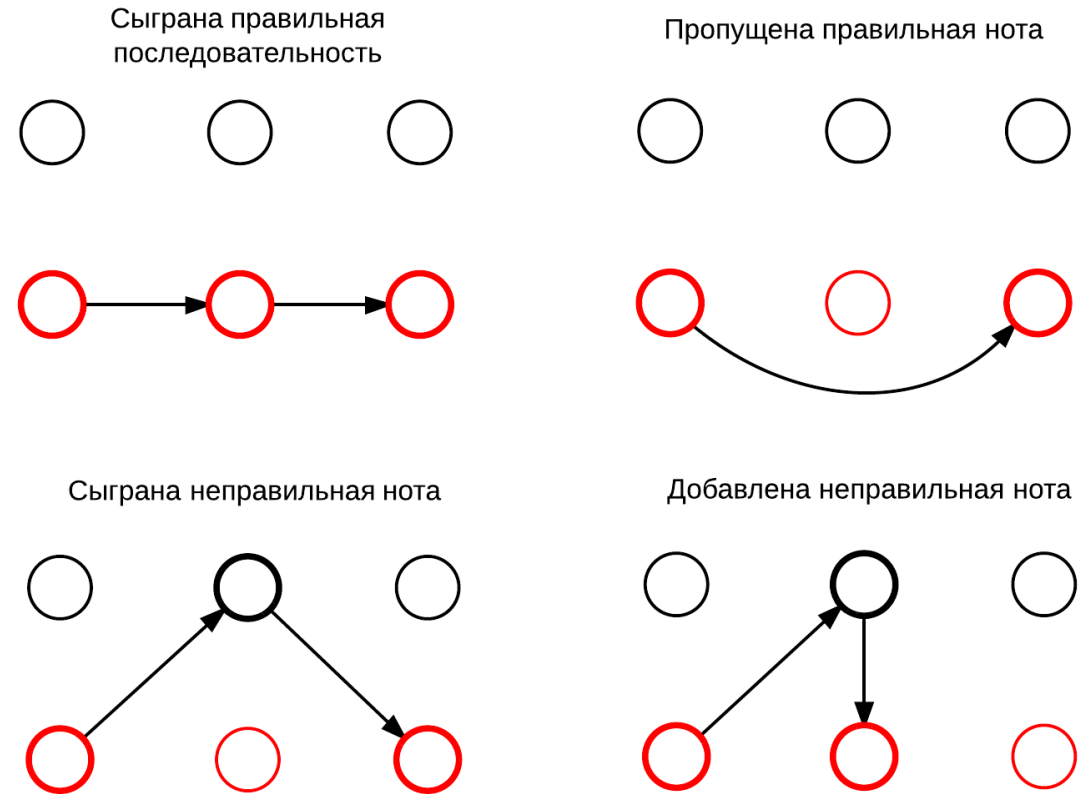 Сыграна правильная
последовательность
Пропущена правильная нота
Сыграна неправильная нота
Добавлена неправильная нота